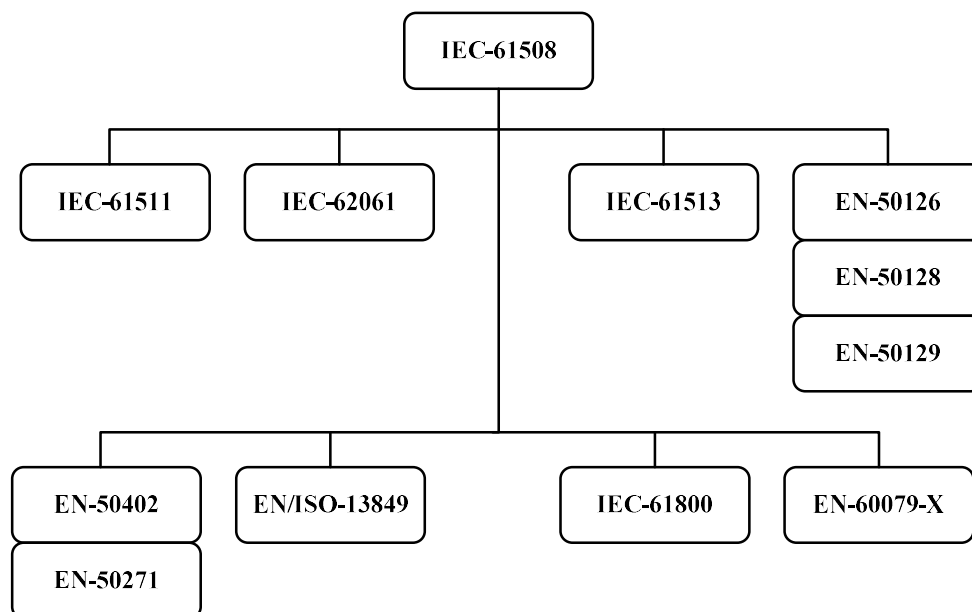 IEC-61508
IEC-61511
IEC-62061
IEC-61513
EN-50126
EN-50128
EN-50129
EN-50402
EN/ISO-13849
IEC-61800
EN-60079-X
EN-50271